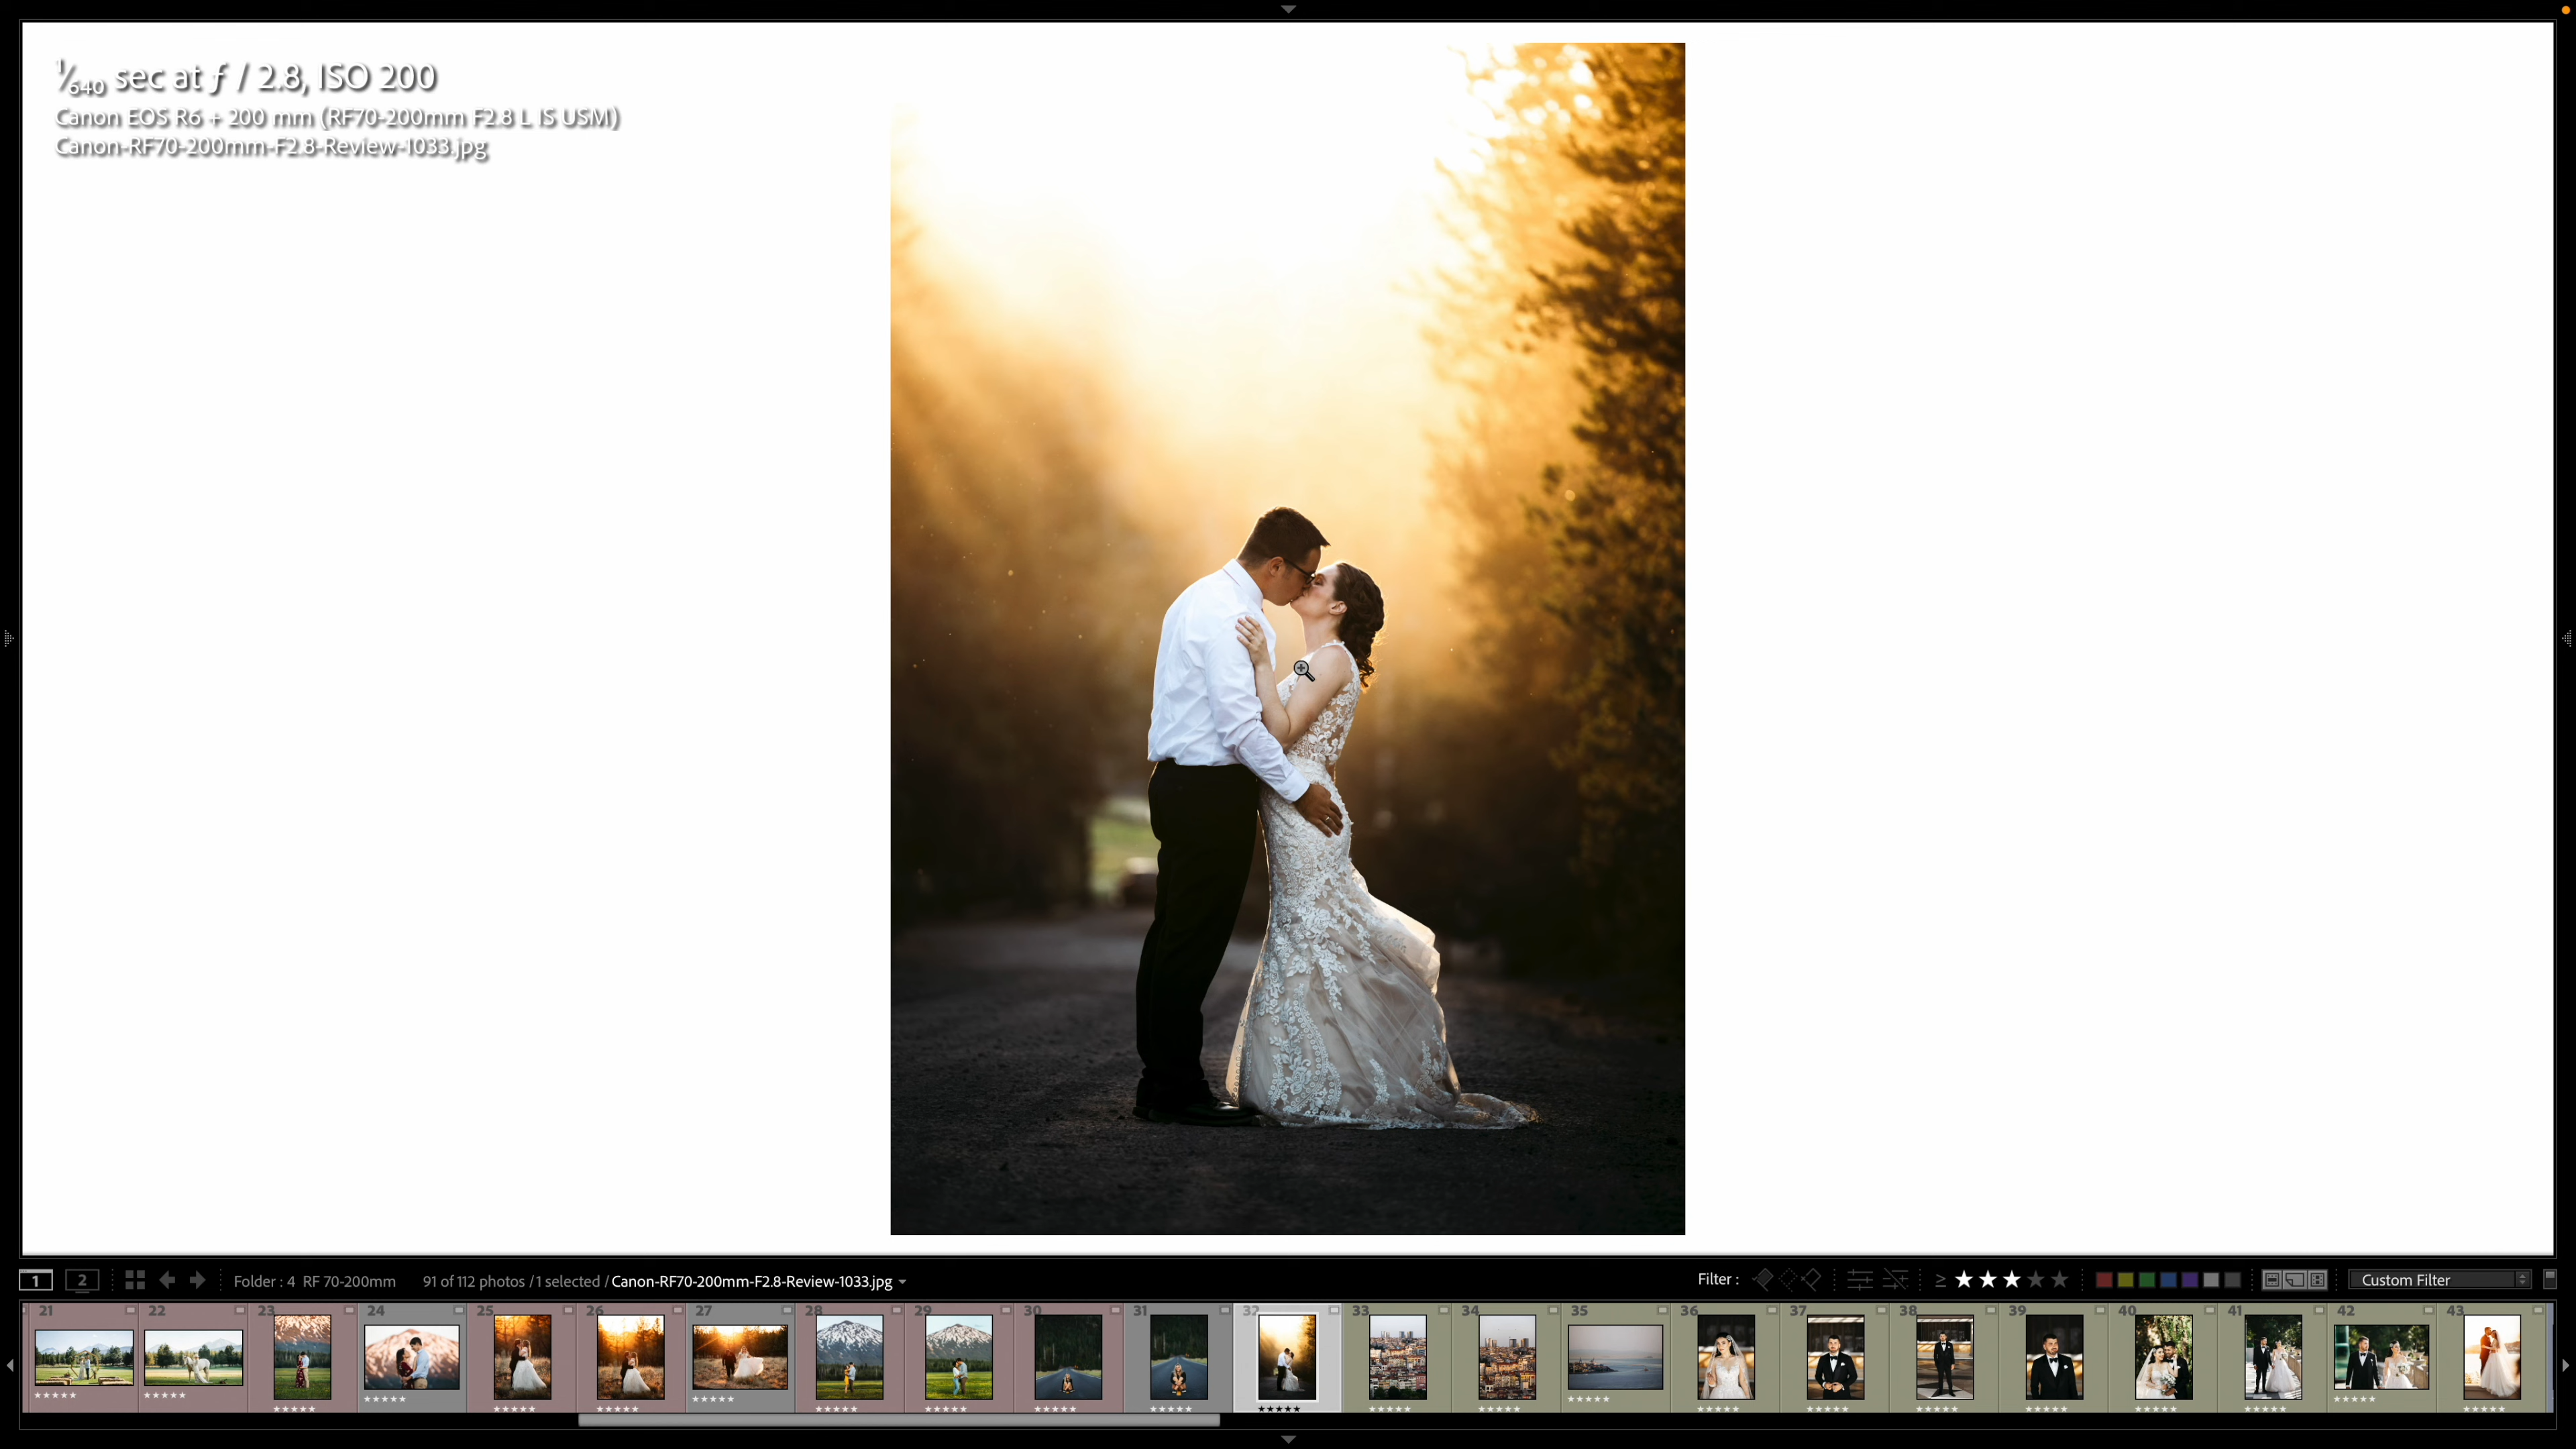 1/640 sec at ƒ / 2.8, ISO 200
Canon EOS R6 + 200 mm (RF70-200mm F2.8 L IS USM)
Canon-RF70-200mm-F2.8-Review-1033.jpg
1 2 Folder : 4 RF 70-200mm 91 of 112 photos / 1 selected / Canon-RF70-200mm-F2.8-Review-1033.jpg Filter : ≥ ★★★★★ Custom Filter
21 22 23 24 25 26 27 28 29 30 31 32 33 34 35 36 37 38 39 40 41 42 43